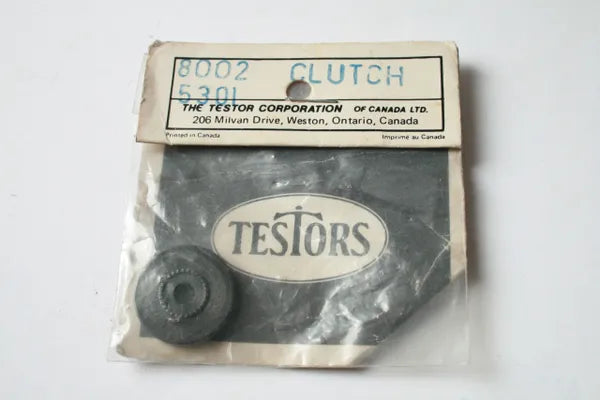 8002 CLUTCH
5301
THE TESTOR CORPORATION OF CANADA LTD.
206 Milvan Drive, Weston, Ontario, Canada
Printed in Canada Imprimé au Canada
TESTORS